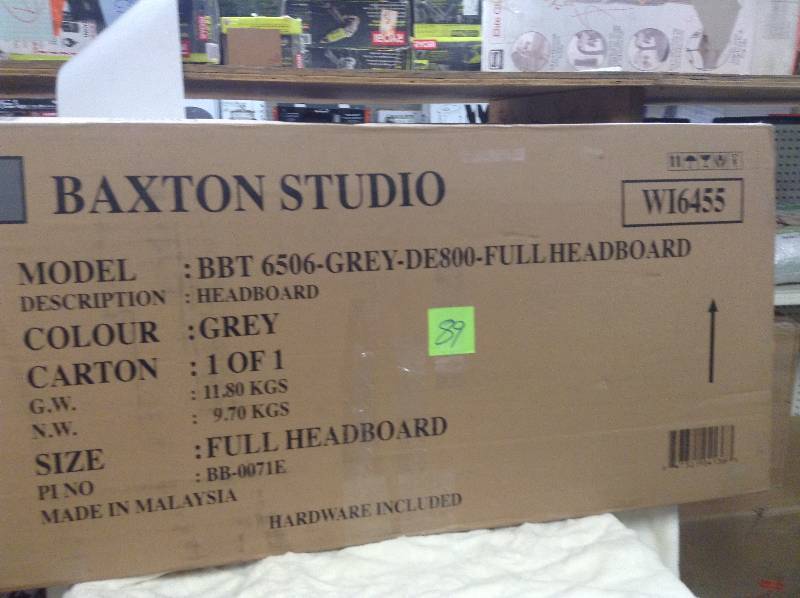 RYOBI
BAXTON STUDIO
WI6455
MODEL : BBT 6506-GREY-DE800-FULL HEADBOARD
DESCRIPTION : HEADBOARD
COLOUR : GREY
CARTON : 1 OF 1
G.W. : 11.80 KGS
N.W. : 9.70 KGS
SIZE : FULL HEADBOARD
PI NO : BB-0071E
MADE IN MALAYSIA
HARDWARE INCLUDED
89